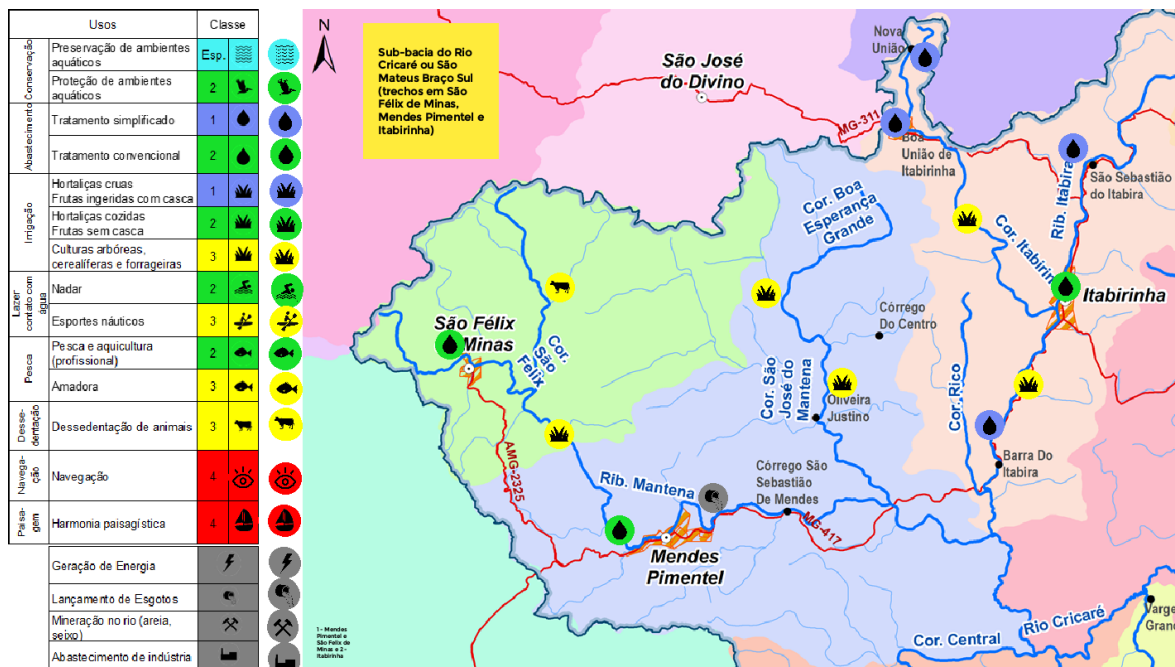 Usos
Classe
Conservação
Preservação de ambientes
aquáticos
Esp.
Proteção de ambientes
aquáticos
2
Abastecimento
Tratamento simplificado
1
Tratamento convencional
2
Irrigação
Hortaliças cruas
Frutas ingeridas com casca
1
Hortaliças cozidas
Frutas sem casca
2
Culturas arbóreas,
cerealíferas e forrageiras
3
Lazer
contato com
água
Nadar
2
Esportes náuticos
3
Pesca
Pesca e aquicultura
(profissional)
2
Amadora
3
Desse-
dentação
Dessedentação de animais
3
Navega-
ção
Navegação
4
Paisa-
gem
Harmonia paisagística
4
Geração de Energia
Lançamento de Esgotos
Mineração no rio (areia,
seixo)
Abastecimento de indústria
N
Sub-bacia do Rio
Cricaré ou São
Mateus Braço Sul
(trechos em São
Félix de Minas,
Mendes Pimentel e
Itabirinha)
São José
do Divino
Nova
União
MG-311
Boa
União de
Itabirinha
São Sebastião
do Itabira
Rib. Itabira
Cor. Boa
Esperança
Grande
Cor. Itabirinha
Itabirinha
Córrego
Do Centro
São Félix
Minas
Cor.
São
Felix
Cor. São
José do
Mantena
Oliveira
Justino
Cor. Rico
Barra Do
Itabira
AMG-2325
Rib. Mantena
Córrego São
Sebastião
De Mendes
MG-417
Mendes
Pimentel
Cor. Central
Rio Cricaré
Varge
Grand
1 - Mendes
Pimentel e
São Felix de
Minas e 2 -
Itabirinha